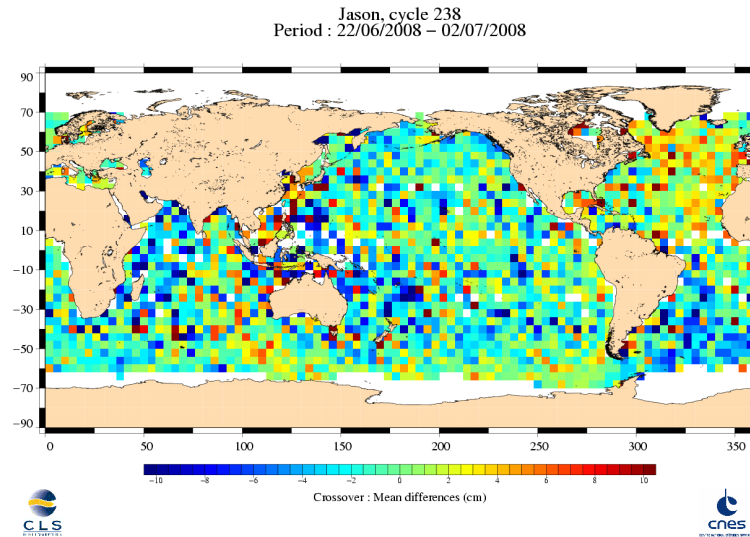 Jason, cycle 238
Period : 22/06/2008 − 02/07/2008
90
70
50
30
10
−10
−30
−50
−70
−90
0 50 100 150 200 250 300 350
−10 −8 −6 −4 −2 0 2 4 6 8 10
Crossover : Mean differences (cm)
CLS
cnes